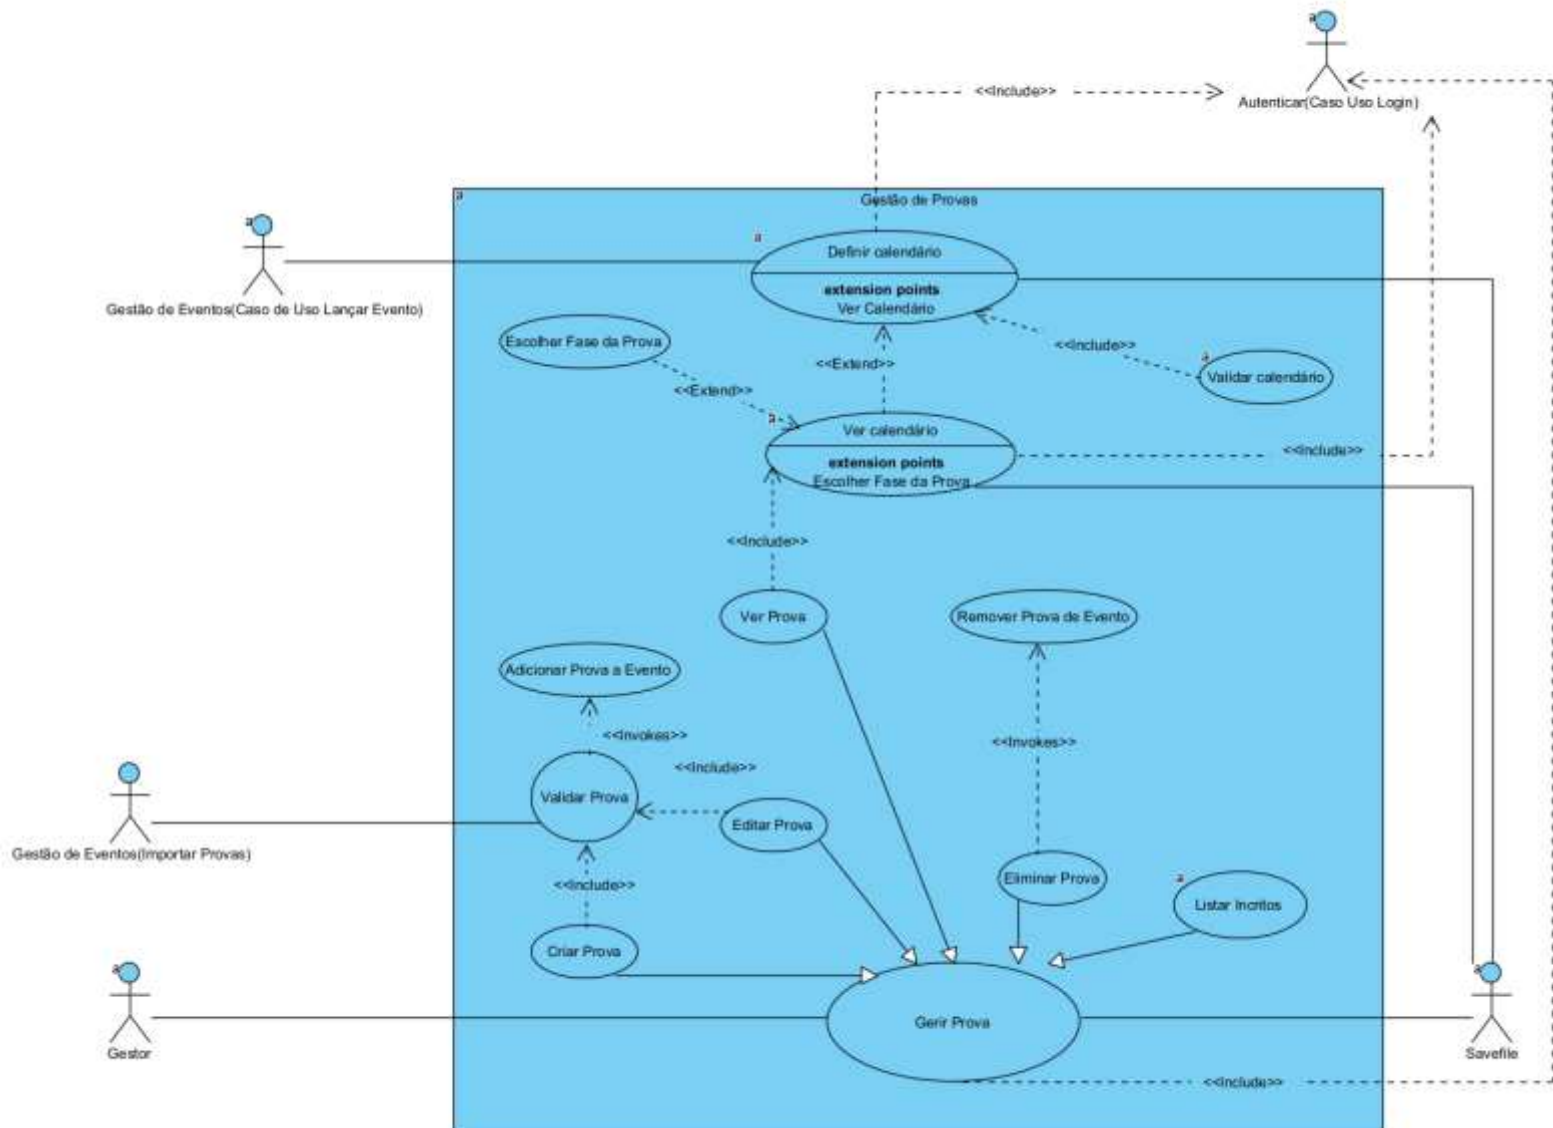 a
<<Include>>
Autenticar(Caso Uso Login)
a
Gestão de Provas
a
a
Definir calendário
extension points
Ver Calendário
Gestão de Eventos(Caso de Uso Lançar Evento)
Escolher Fase da Prova
<<Include>>
<<Extend>>
a
Validar calendário
<<Extend>>
a
Ver calendário
<<Include>>
extension points
Escolher Fase da Prova
<<Include>>
Ver Prova
Remover Prova de Evento
Adicionar Prova a Evento
<<Invokes>>
<<Invokes>>
<<Include>>
a
Validar Prova
Editar Prova
Gestão de Eventos(Importar Provas)
<<Include>>
Eliminar Prova
a
Listar Incritos
Criar Prova
a
a
Gerir Prova
Gestor
Savefile
<<Include>>